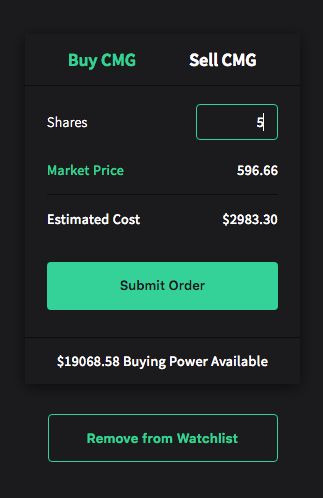 Buy CMG Sell CMG
Shares 5
Market Price 596.66
Estimated Cost $2983.30
Submit Order
$19068.58 Buying Power Available
Remove from Watchlist